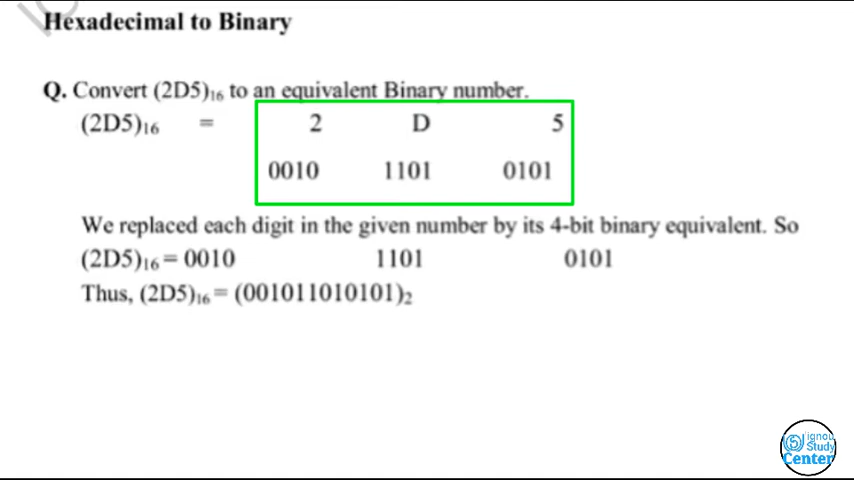 Hexadecimal to Binary
Q. Convert (2D5)₁₆ to an equivalent Binary number.
(2D5)₁₆ = 2 D 5
0010 1101 0101
We replaced each digit in the given number by its 4-bit binary equivalent. So
(2D5)₁₆ = 0010 1101 0101
Thus, (2D5)₁₆ = (001011010101)₂
ignou
Study
Center